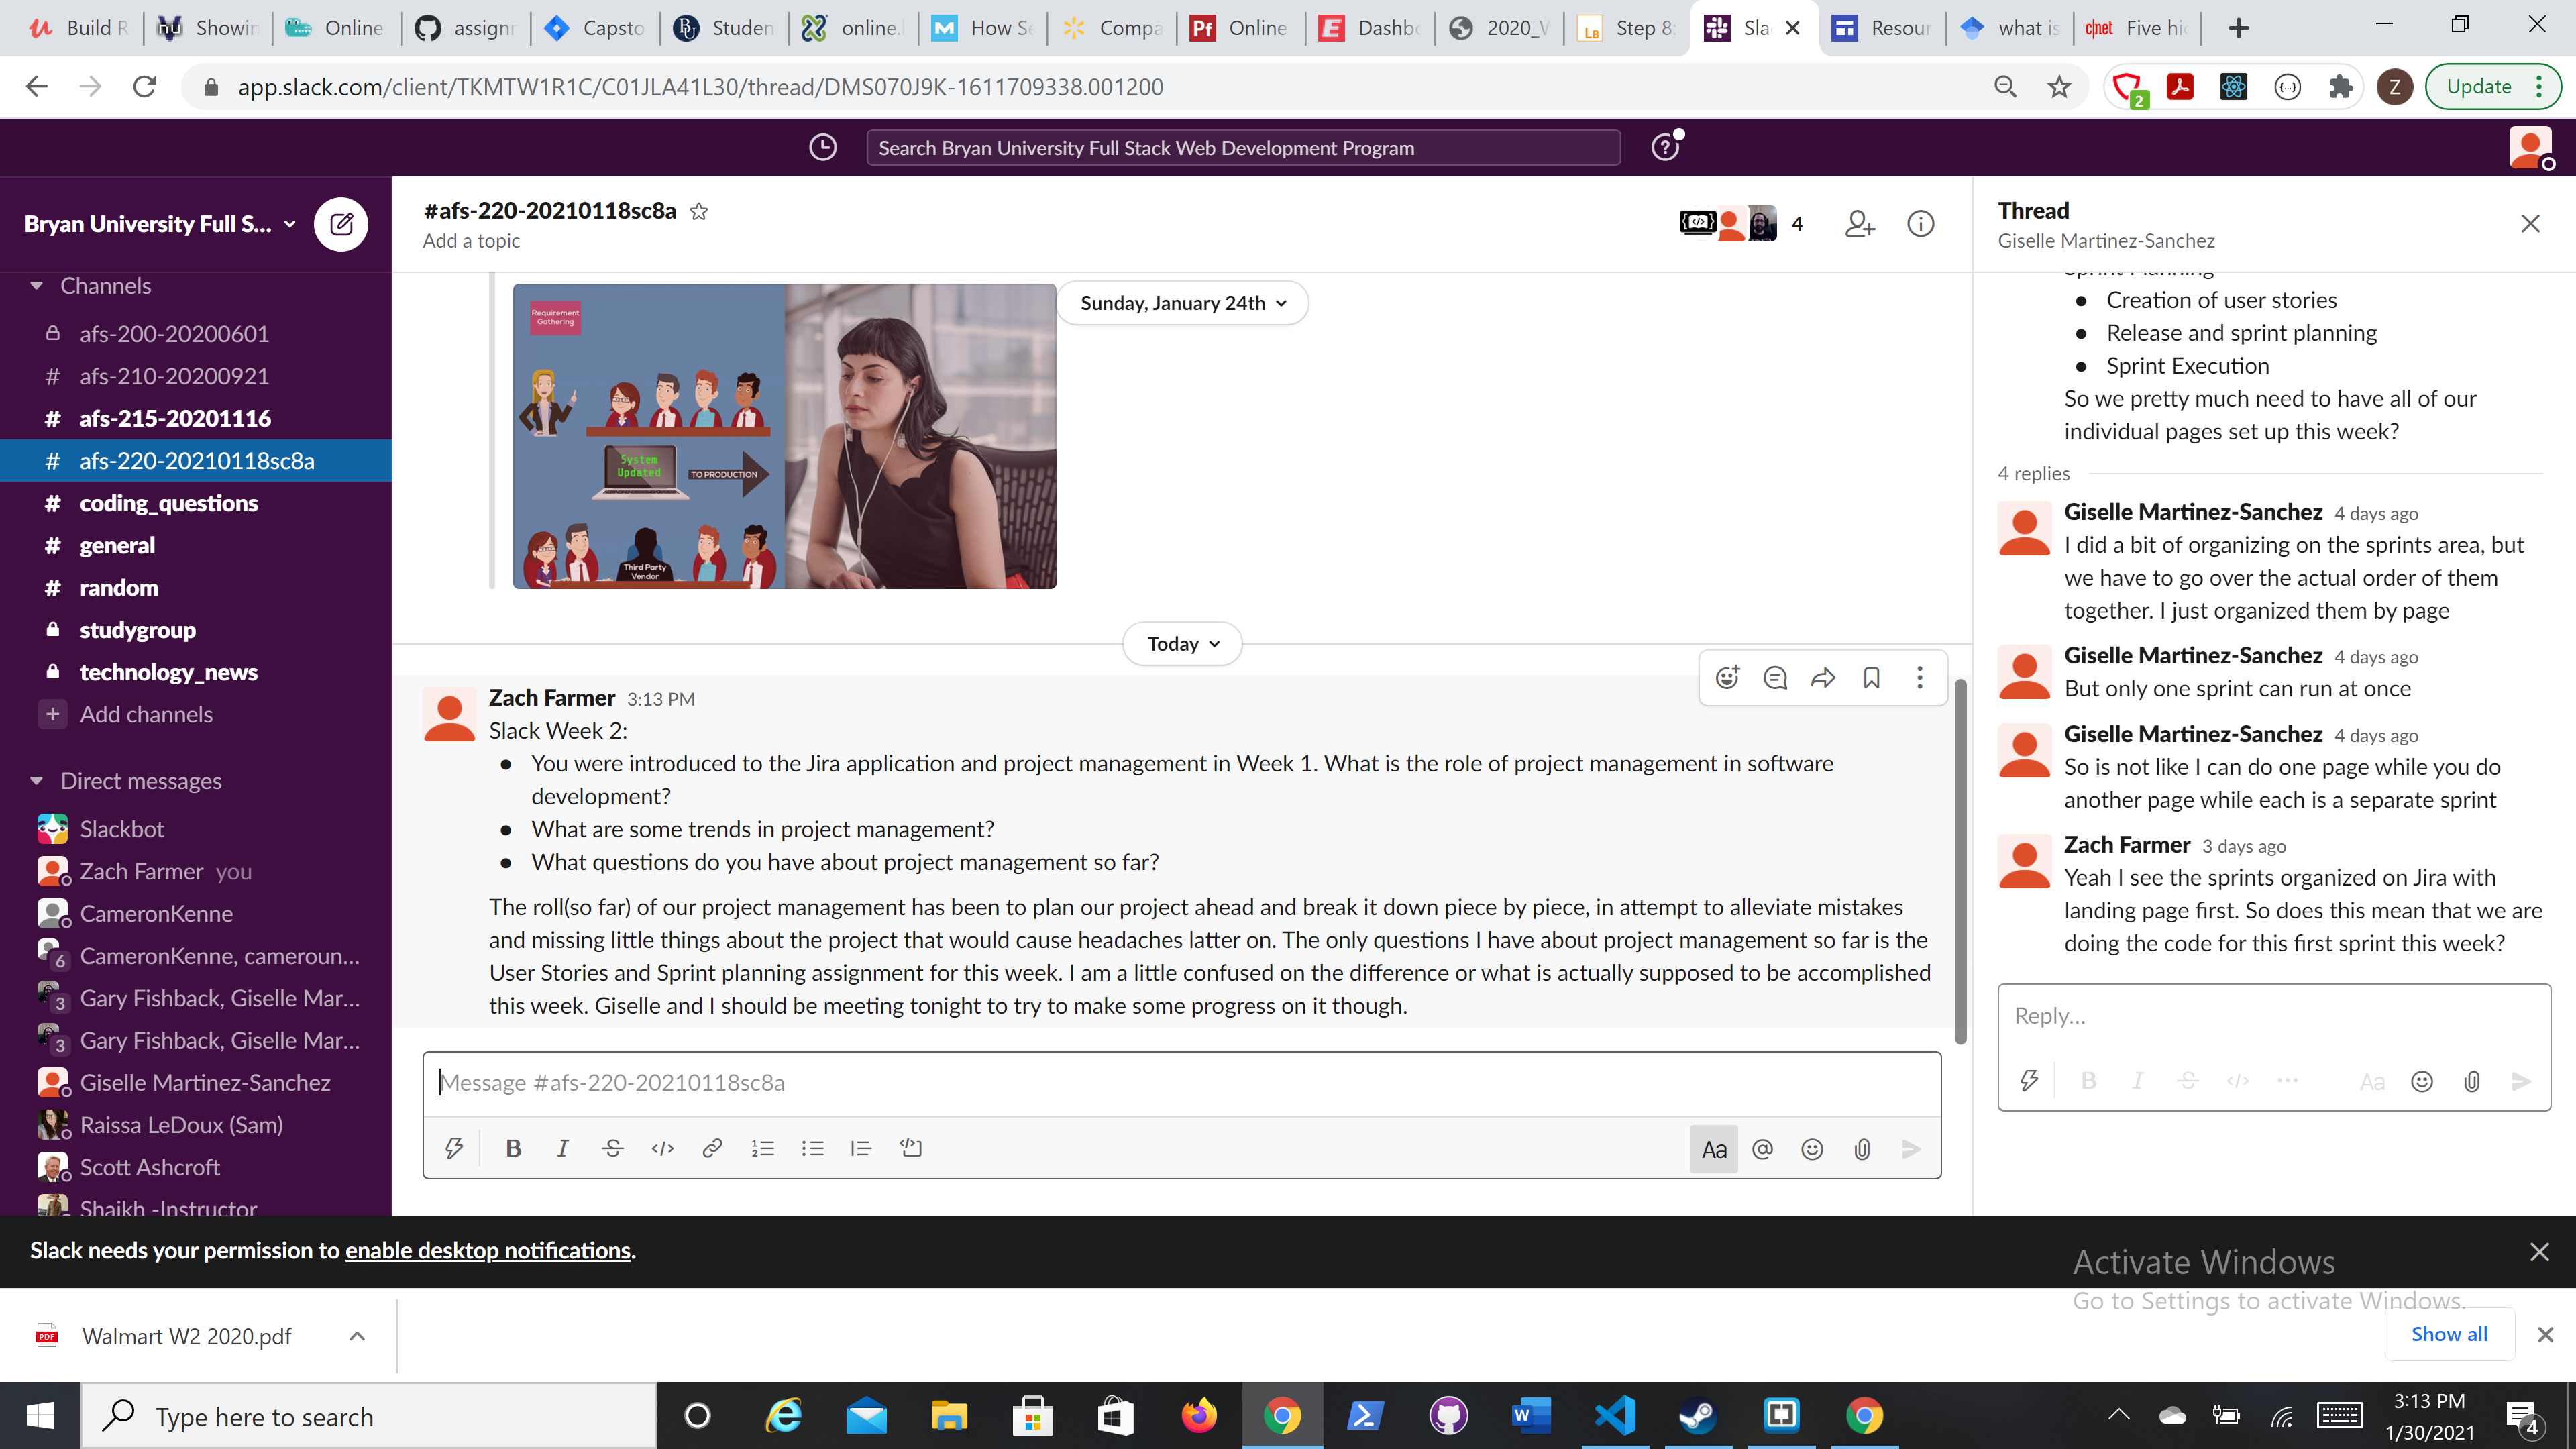 Build R
Showin
Online
assignm
Capsto
Studen
online.
How Se
Compa
Online
Dashbo
2020_W
Step 8:
Sla
Resour
what is
Five hi
app.slack.com/client/TKMTW1R1C/C01JLA41L30/thread/DMS070J9K-1611709338.001200
2
Z
Update
Search Bryan University Full Stack Web Development Program
Bryan University Full S...
Channels
afs-200-20200601
# afs-210-20200921
# afs-215-20201116
# afs-220-20210118sc8a
# coding_questions
# general
# random
studygroup
technology_news
+ Add channels
Direct messages
Slackbot
Zach Farmer you
CameronKenne
6 CameronKenne, cameroun...
3 Gary Fishback, Giselle Mar...
3 Gary Fishback, Giselle Mar...
Giselle Martinez-Sanchez
Raissa LeDoux (Sam)
Scott Ashcroft
Shaikh -Instructor
#afs-220-20210118sc8a
Add a topic
4
Sunday, January 24th
Requirement
Gathering
System
Updated
TO PRODUCTION
Third Party
Vendor
Today
Zach Farmer 3:13 PM
Slack Week 2:
● You were introduced to the Jira application and project management in Week 1. What is the role of project management in software
development?
● What are some trends in project management?
● What questions do you have about project management so far?
The roll(so far) of our project management has been to plan our project ahead and break it down piece by piece, in attempt to alleviate mistakes
and missing little things about the project that would cause headaches latter on. The only questions I have about project management so far is the
User Stories and Sprint planning assignment for this week. I am a little confused on the difference or what is actually supposed to be accomplished
this week. Giselle and I should be meeting tonight to try to make some progress on it though.
Message #afs-220-20210118sc8a
B I S </> Aa @
Thread
Giselle Martinez-Sanchez
Sprint Planning
● Creation of user stories
● Release and sprint planning
● Sprint Execution
So we pretty much need to have all of our
individual pages set up this week?
4 replies
Giselle Martinez-Sanchez 4 days ago
I did a bit of organizing on the sprints area, but
we have to go over the actual order of them
together. I just organized them by page
Giselle Martinez-Sanchez 4 days ago
But only one sprint can run at once
Giselle Martinez-Sanchez 4 days ago
So is not like I can do one page while you do
another page while each is a separate sprint
Zach Farmer 3 days ago
Yeah I see the sprints organized on Jira with
landing page first. So does this mean that we are
doing the code for this first sprint this week?
Reply...
B I S </> Aa
Slack needs your permission to enable desktop notifications.
Activate Windows
Go to Settings to activate Windows.
PDF
Walmart W2 2020.pdf
Show all
Type here to search
3:13 PM
1/30/2021
4